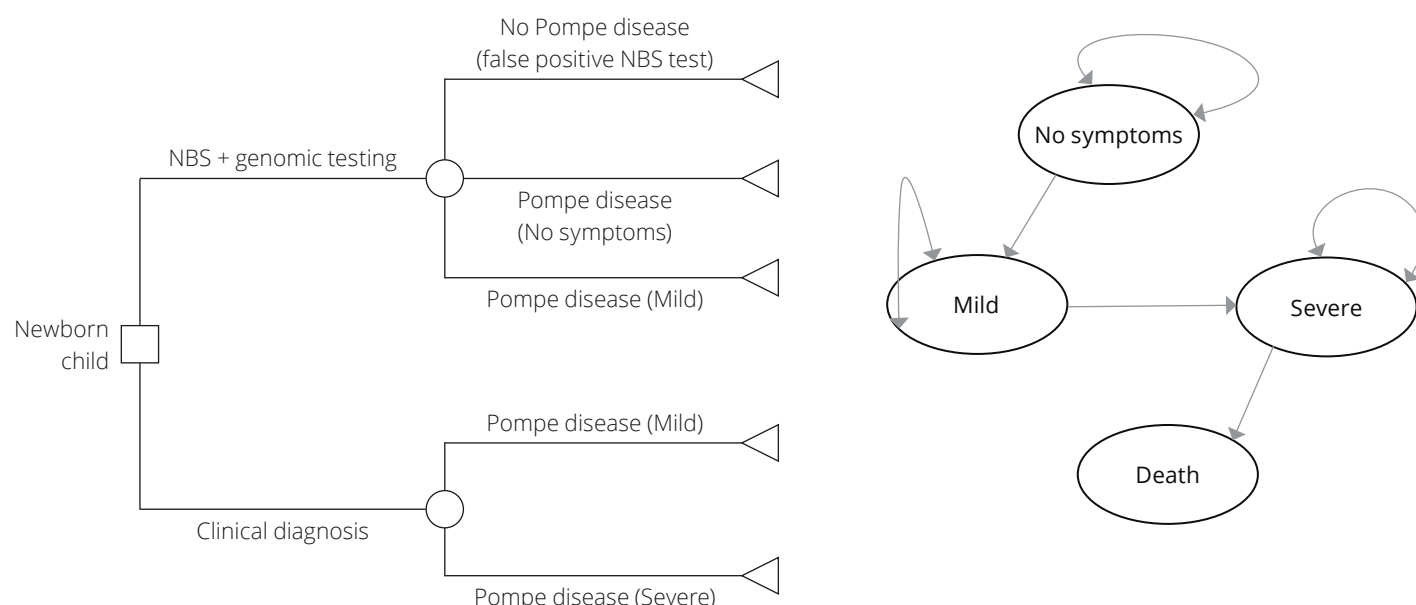 No Pompe disease
(false positive NBS test)
NBS + genomic testing
Pompe disease
(No symptoms)
Pompe disease (Mild)
Newborn
child
Pompe disease (Mild)
Clinical diagnosis
Pompe disease (Severe)
No symptoms
Mild
Severe
Death